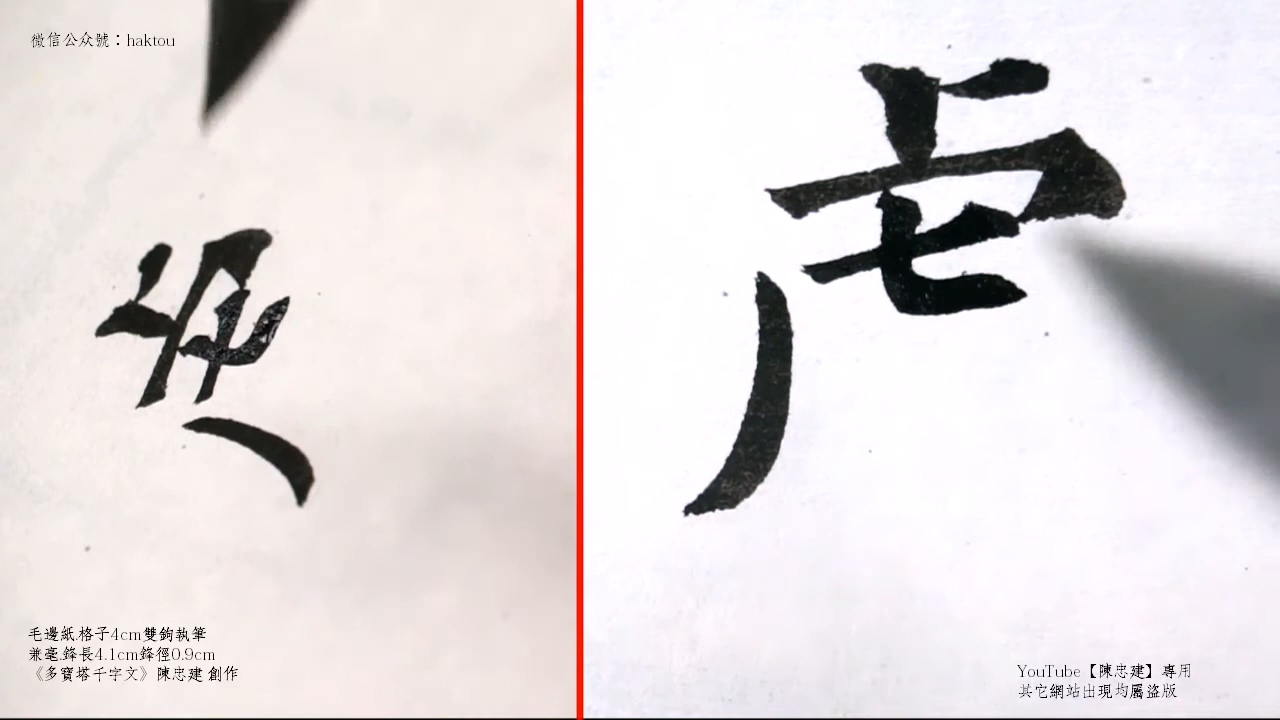 微信公众號：haktou
毛邊紙.格子4cm雙鉤執筆
兼毫.鋒長4.1cm鋒徑0.9cm
《多寶塔千字文》陳忠建 創作
虍
YouTube【陳忠建】專用
其它網站出現均屬盜版